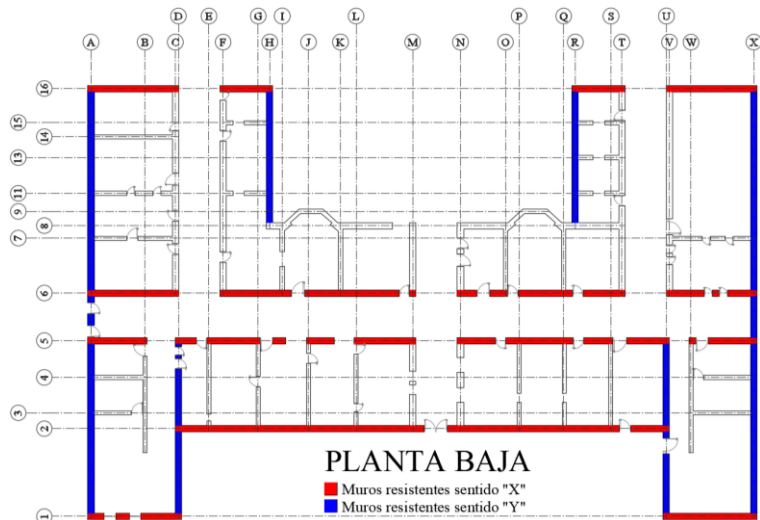 D E G I L P Q S U
A B C F H J K M N O R T V W X
16
15
14
13
11
9
8
7
6
5
4
3
2
1
PLANTA BAJA
Muros resistentes sentido "X"
Muros resistentes sentido "Y"